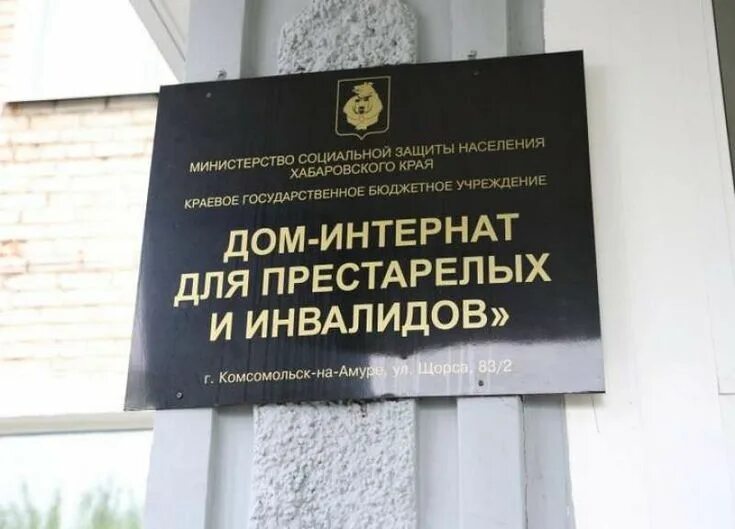 МИНИСТЕРСТВО СОЦИАЛЬНОЙ ЗАЩИТЫ НАСЕЛЕНИЯ
ХАБАРОВСКОГО КРАЯ
КРАЕВОЕ ГОСУДАРСТВЕННОЕ БЮДЖЕТНОЕ УЧРЕЖДЕНИЕ
ДОМ-ИНТЕРНАТ
ДЛЯ ПРЕСТАРЕЛЫХ
И ИНВАЛИДОВ»
г. Комсомольск-на-Амуре, ул. Щорса, 83/2